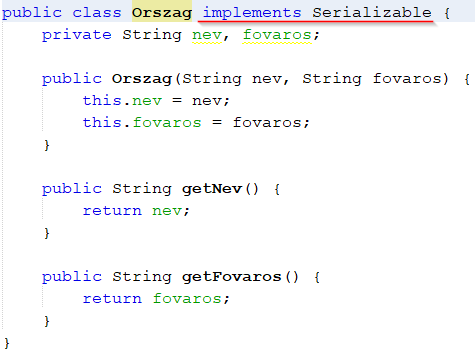 public class Orszag implements Serializable {
    private String nev, fovaros;
    public Orszag(String nev, String fovaros) {
        this.nev = nev;
        this.fovaros = fovaros;
    }
    public String getNev() {
        return nev;
    }
    public String getFovaros() {
        return fovaros;
    }
}